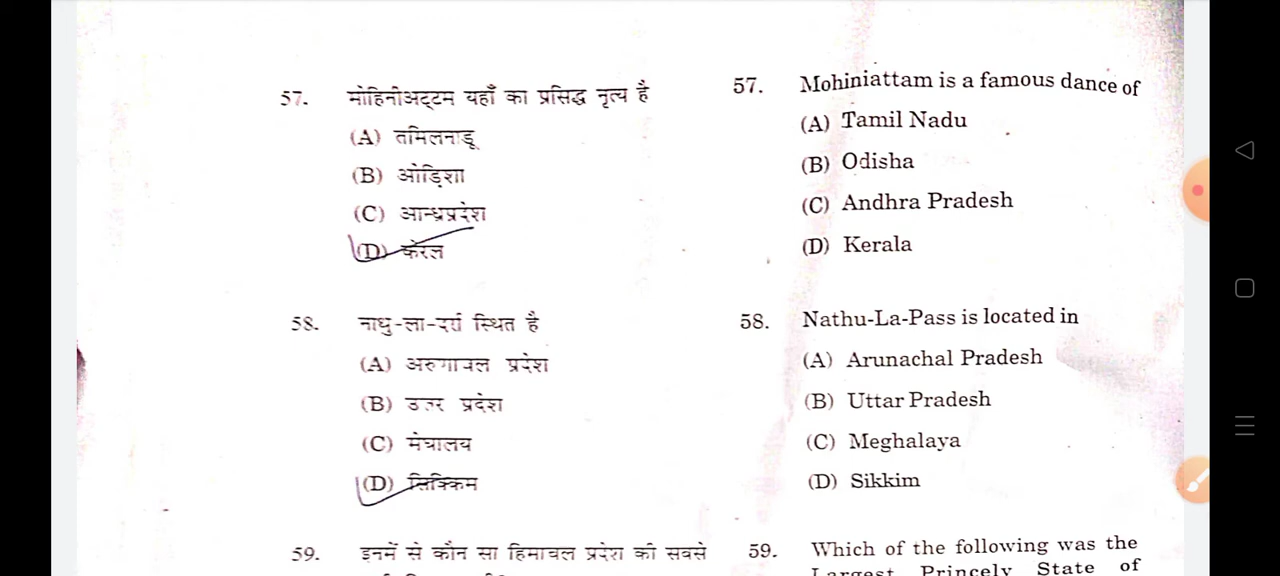 57. मोहिनीअट्टम यहाँ का प्रसिद्ध नृत्य है
(A) तमिलनाडू
(B) ओड़िशा
(C) आन्ध्रप्रदेश
(D) केरल
58. नाथु-ला-दर्रा स्थित है
(A) अरुणाचल प्रदेश
(B) उत्तर प्रदेश
(C) मेघालय
(D) सिक्किम
59. इनमें से कौन सा हिमाचल प्रदेश की सबसे
57. Mohiniattam is a famous dance of
(A) Tamil Nadu
(B) Odisha
(C) Andhra Pradesh
(D) Kerala
58. Nathu-La-Pass is located in
(A) Arunachal Pradesh
(B) Uttar Pradesh
(C) Meghalaya
(D) Sikkim
59. Which of the following was the
Largest Princely State of